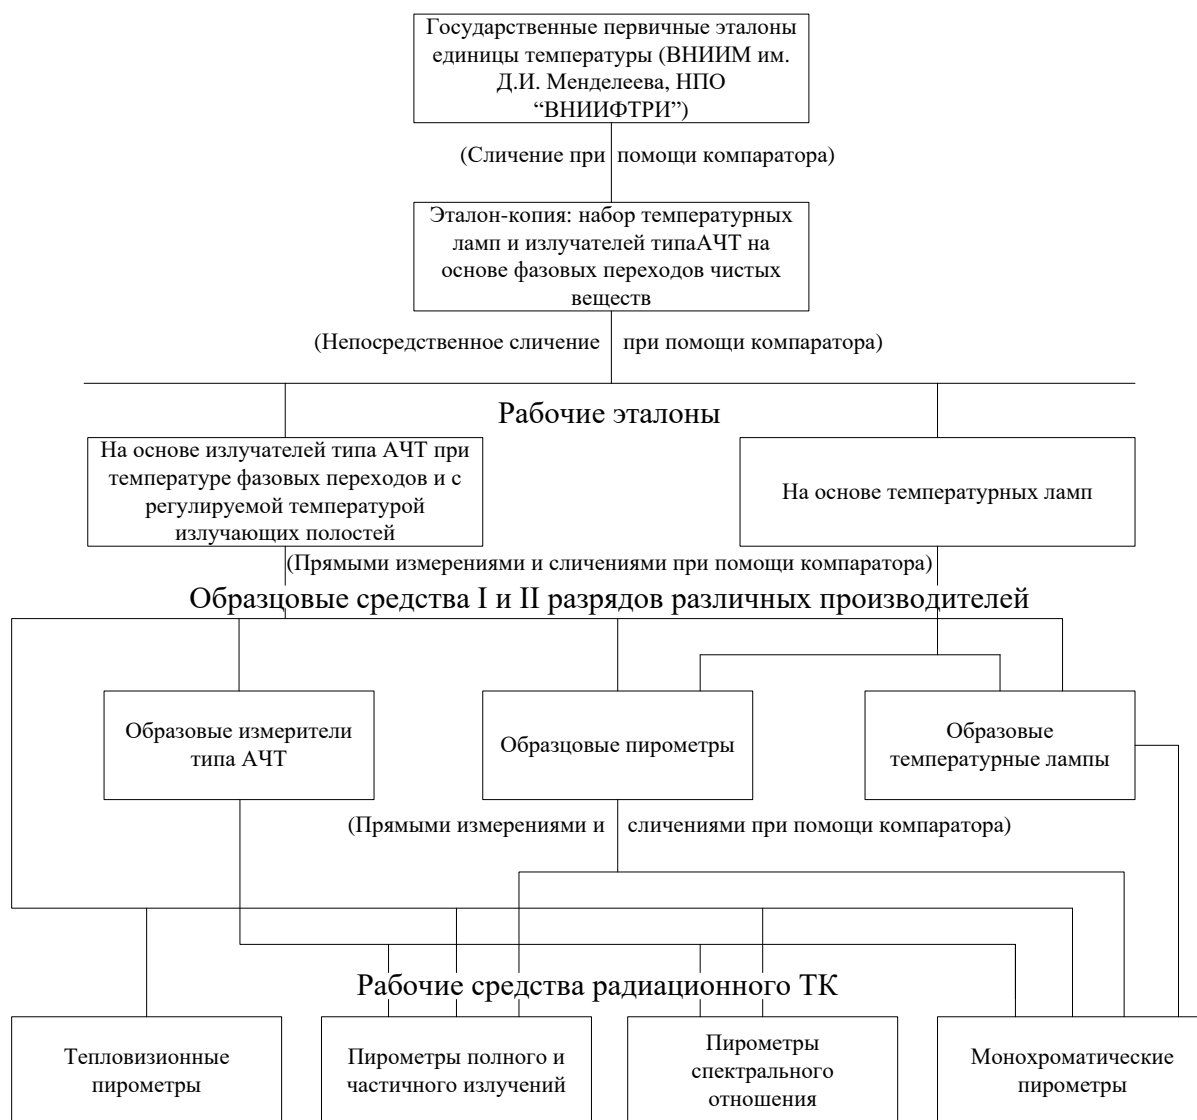 Государственные первичные эталоны
единицы температуры (ВНИИМ им.
Д.И. Менделеева, НПО
“ВНИИФТРИ”)
(Сличение при помощи компаратора)
Эталон-копия: набор температурных
ламп и излучателей типаАЧТ на
основе фазовых переходов чистых
веществ
(Непосредственное сличение при помощи компаратора)
Рабочие эталоны
На основе излучателей типа АЧТ при
температуре фазовых переходов и с
регулируемой температурой
излучающих полостей
На основе температурных ламп
(Прямыми измерениями и сличениями при помощи компаратора)
Образцовые средства I и II разрядов различных производителей
Образовые измерители
типа АЧТ
Образцовые пирометры
Образовые
температурные лампы
(Прямыми измерениями и сличениями при помощи компаратора)
Рабочие средства радиационного ТК
Тепловизионные
пирометры
Пирометры полного и
частичного излучений
Пирометры
спектрального
отношения
Монохроматические
пирометры